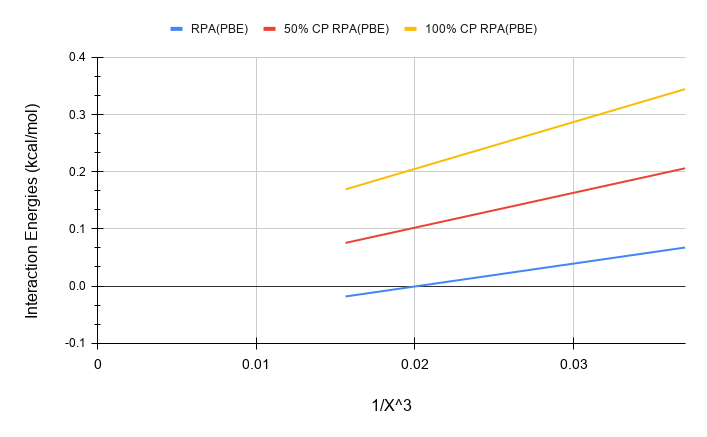 RPA(PBE) 50% CP RPA(PBE) 100% CP RPA(PBE)
Interaction Energies (kcal/mol)
0.4
0.3
0.2
0.1
0.0
-0.1
0 0.01 0.02 0.03
1/X^3